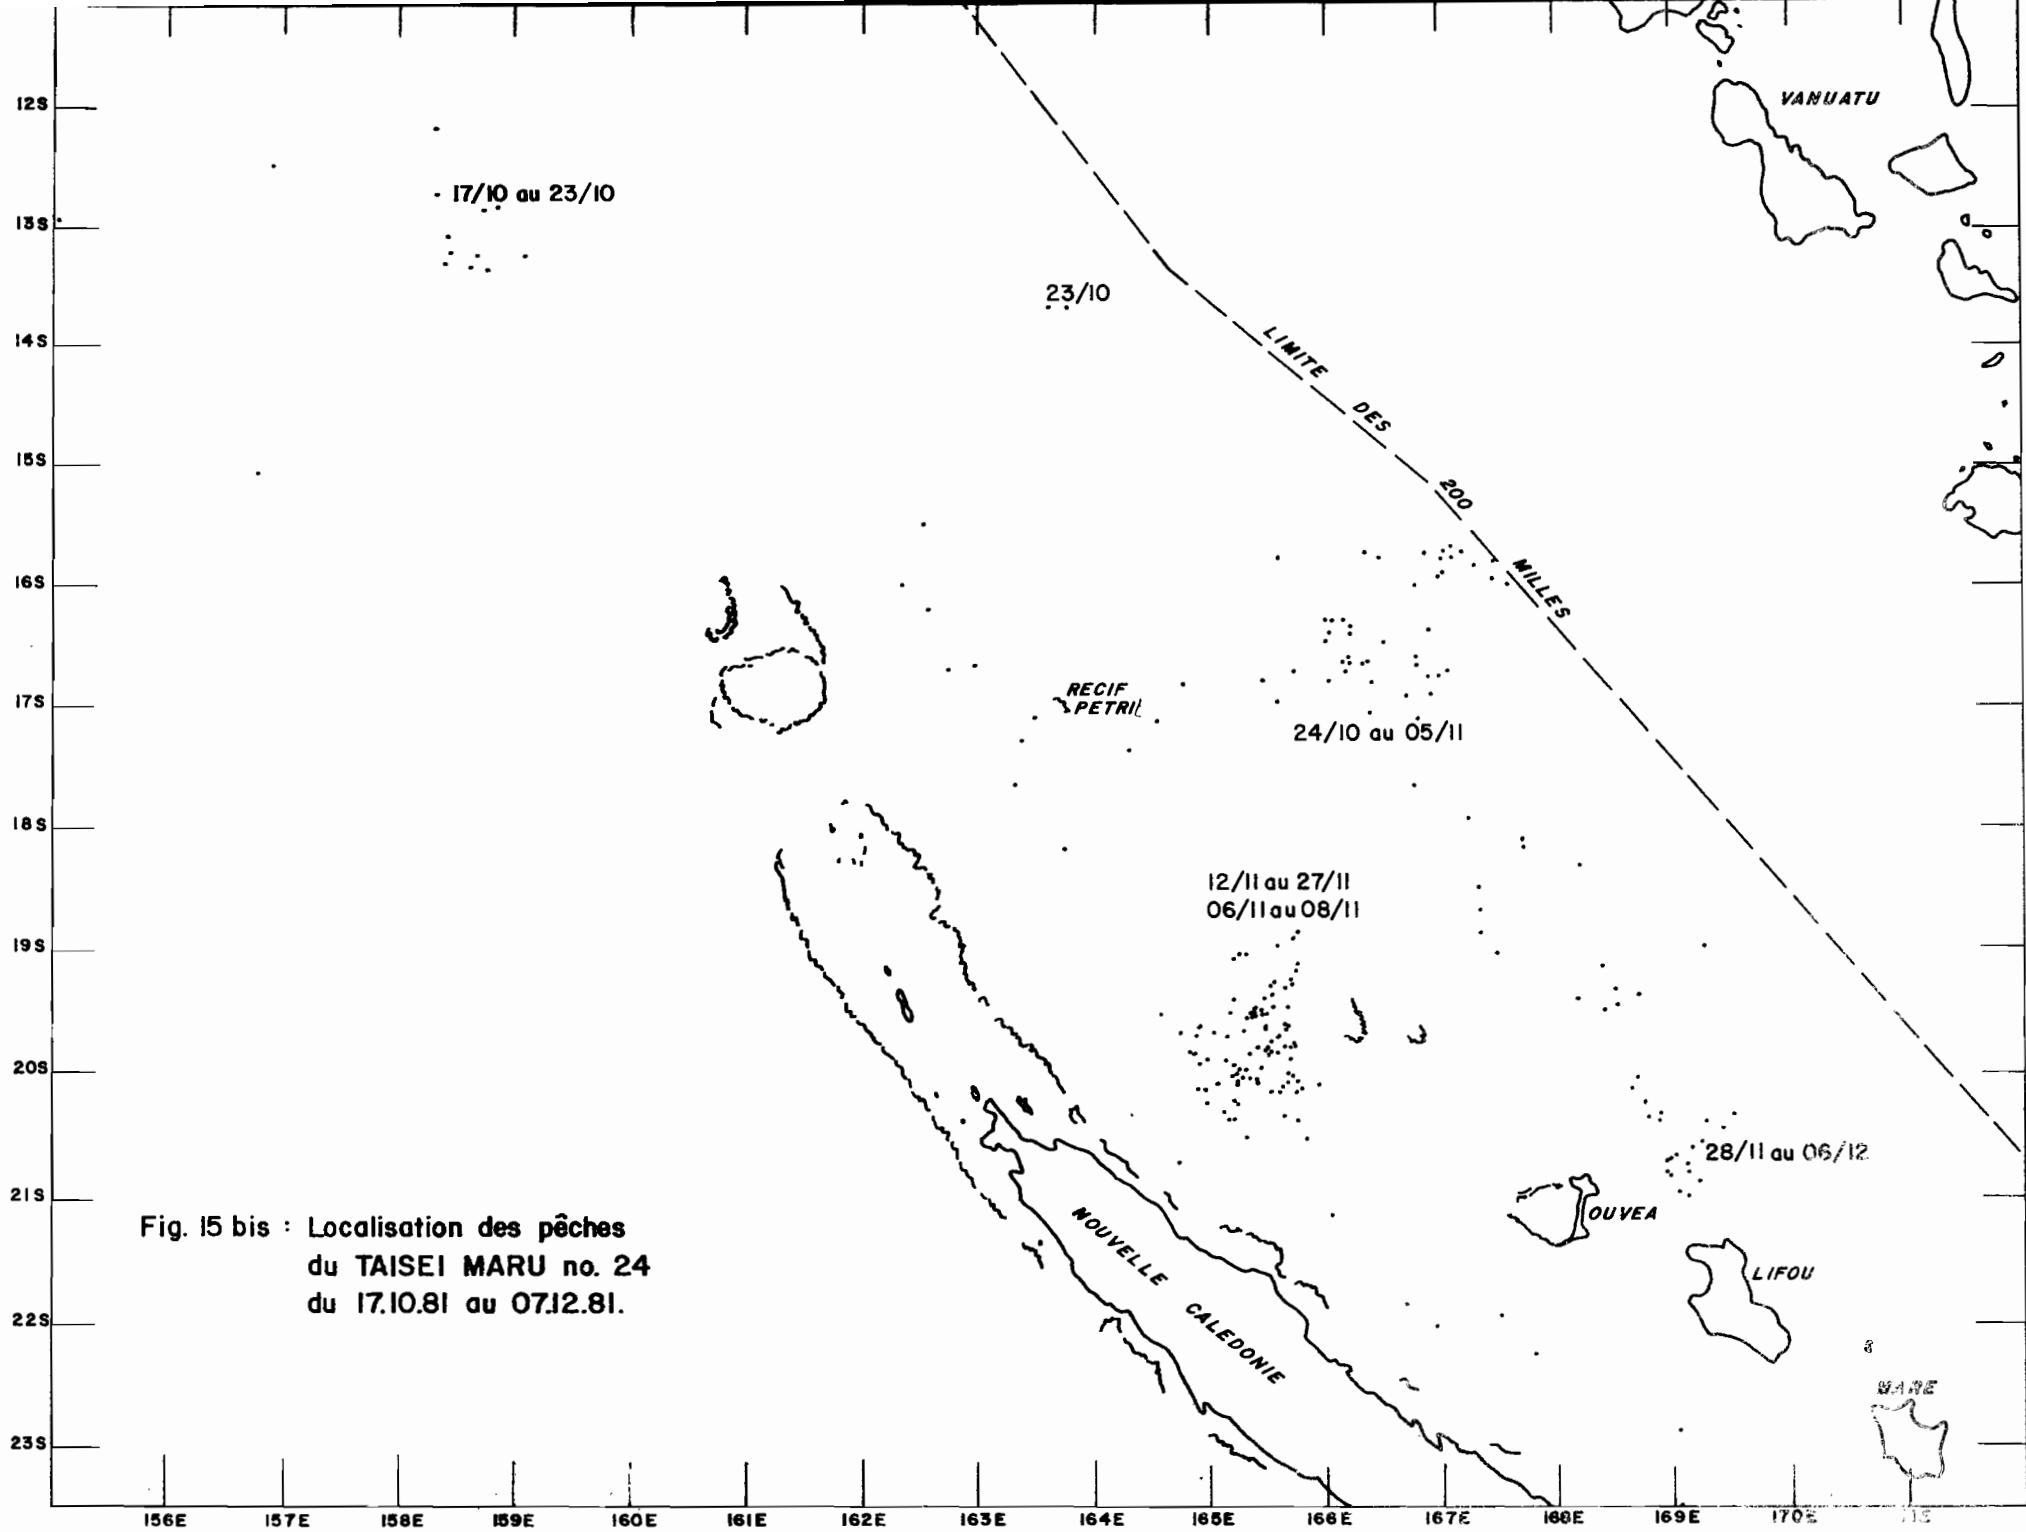 VANUATU
12S
17/10 au 23/10
13S
23/10
14S
LIMITE DES 200 MILLES
15S
16S
RECIF
PETRIE
17S
24/10 au 05/11
18S
12/11 au 27/11
06/11 au 08/11
19S
20S
28/11 au 06/12
21S
OUVEA
Fig. 15 bis : Localisation des pêches
du TAISEI MARU no. 24
du 17.10.81 au 07.12.81.
NOUVELLE CALEDONIE
LIFOU
22S
MARE
23S
156E 157E 158E 159E 160E 161E 162E 163E 164E 165E 166E 167E 168E 169E 170E